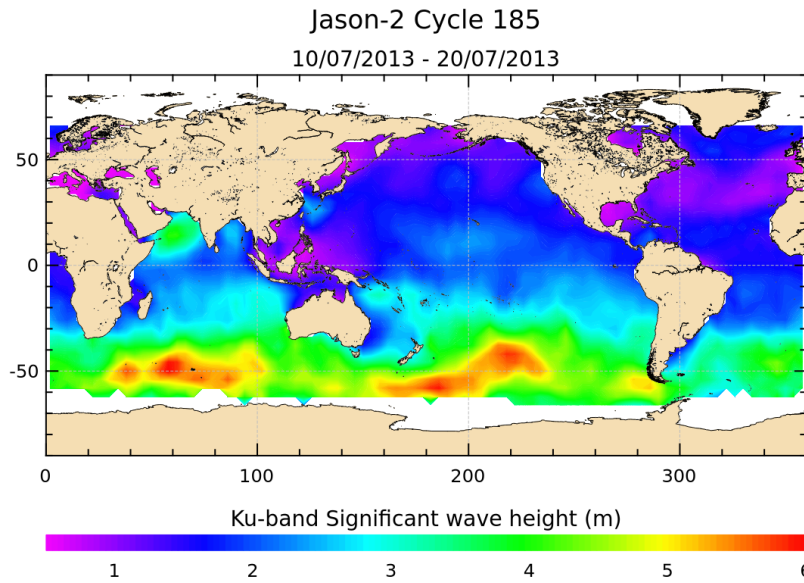 Jason-2 Cycle 185
10/07/2013 - 20/07/2013
50
0
-50
0 100 200 300
Ku-band Significant wave height (m)
1 2 3 4 5 6